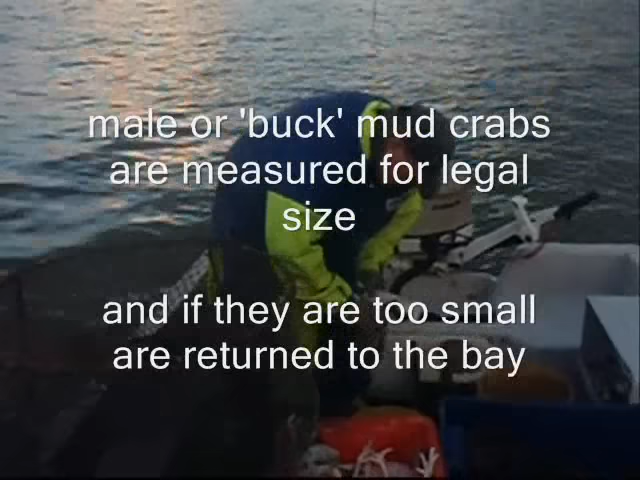 male or 'buck' mud crabs
are measured for legal
size
and if they are too small
are returned to the bay